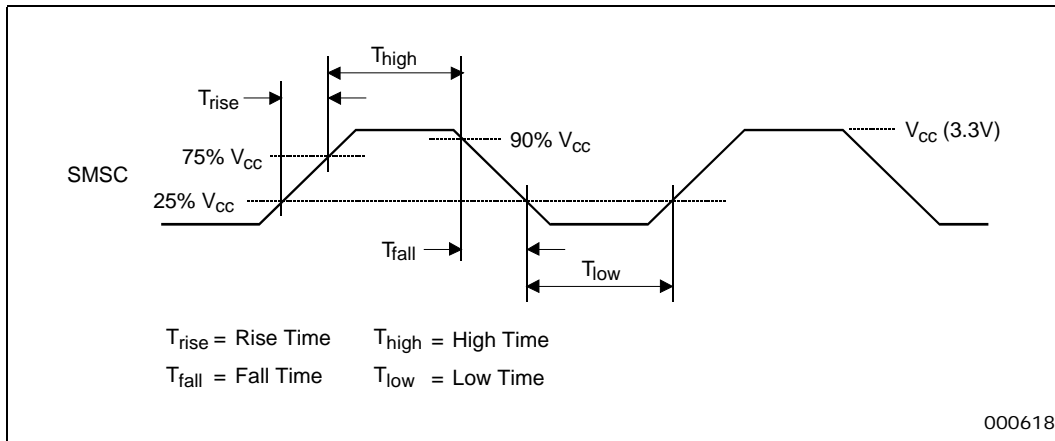 Thigh
Trise
90% Vcc
Vcc (3.3V)
75% Vcc
SMSC
25% Vcc
Tfall
Tlow
Trise = Rise Time Thigh = High Time
Tfall = Fall Time Tlow = Low Time
000618